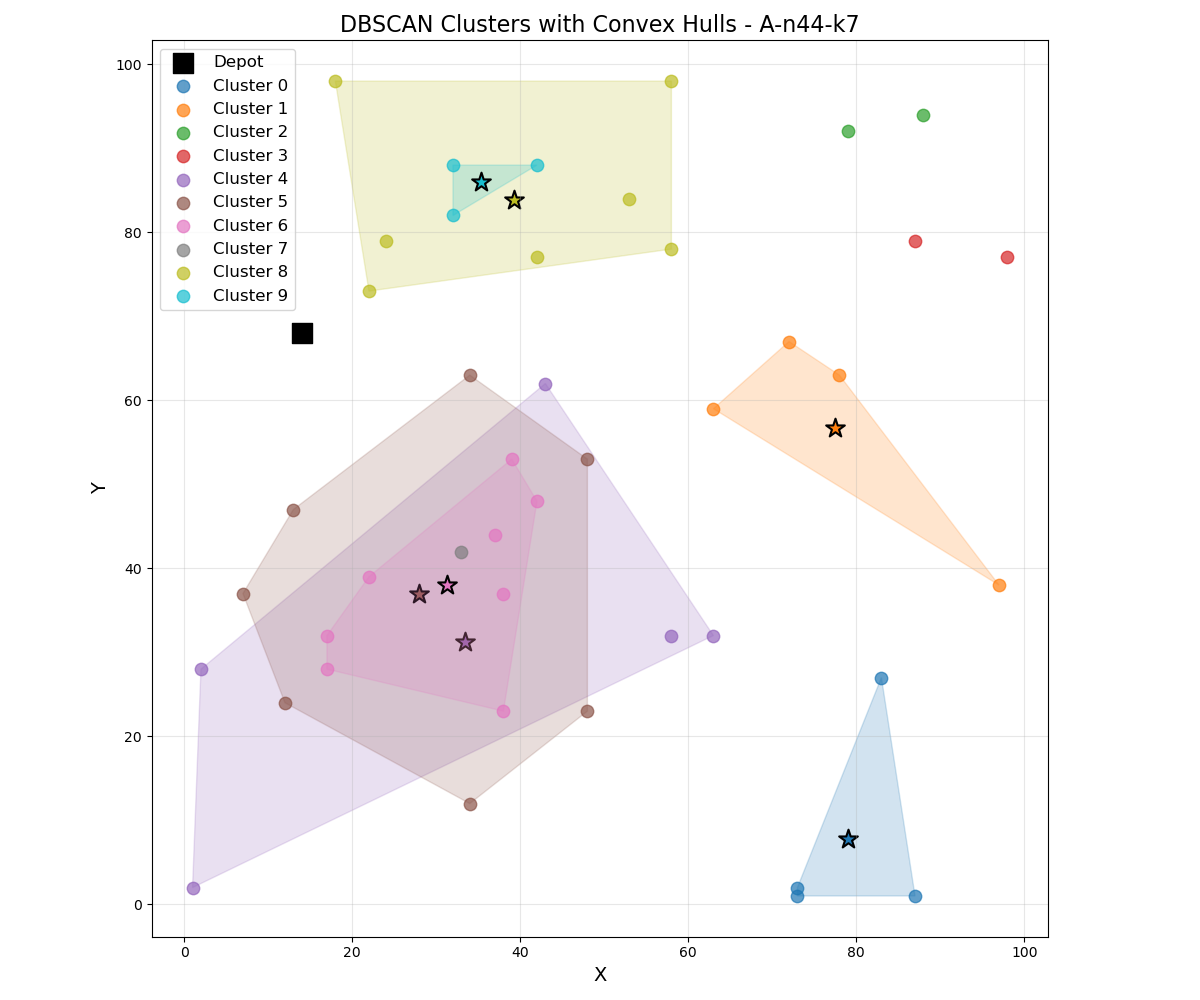 DBSCAN Clusters with Convex Hulls - A-n44-k7
Depot
Cluster 0
Cluster 1
Cluster 2
Cluster 3
Cluster 4
Cluster 5
Cluster 6
Cluster 7
Cluster 8
Cluster 9
100
80
60
40
20
0
Y
0 20 40 60 80 100
X